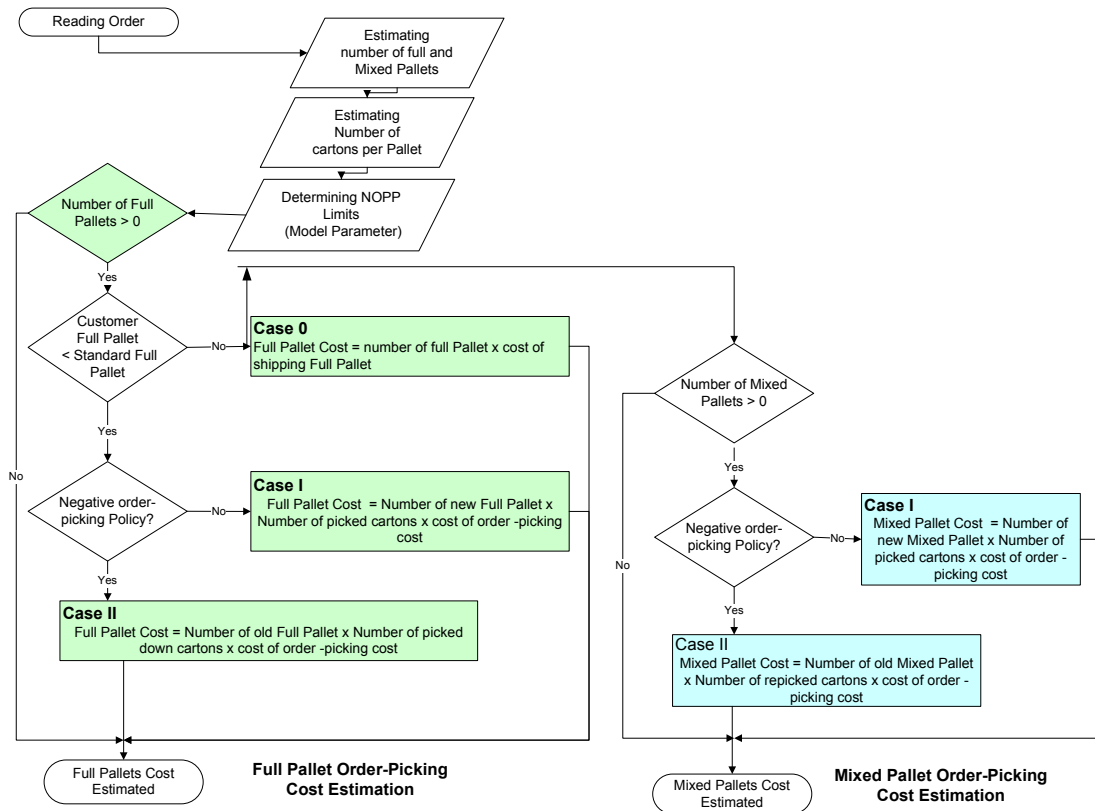 Reading Order
Estimating
number of full and
Mixed Pallets
Estimating
Number of
cartons per Pallet
Determining NOPP
Limits
(Model Parameter)
Number of Full
Pallets > 0
Yes
No
Customer
Full Pallet
< Standard Full
Pallet
No
Case 0
Full Pallet Cost = number of full Pallet x cost of
shipping Full Pallet
Yes
Negative order-
picking Policy?
No
Case I
Full Pallet Cost = Number of new Full Pallet x
Number of picked cartons x cost of order -picking
cost
Yes
Case II
Full Pallet Cost = Number of old Full Pallet x Number of picked
down cartons x cost of order -picking cost
Full Pallets Cost
Estimated
Full Pallet Order-Picking
Cost Estimation
Number of Mixed
Pallets > 0
Yes
No
Negative order-
picking Policy?
No
Case I
Mixed Pallet Cost = Number of
new Mixed Pallet x Number of
picked cartons x cost of order -
picking cost
Yes
Case II
Mixed Pallet Cost = Number of old Mixed Pallet
x Number of repicked cartons x cost of order -
picking cost
Mixed Pallets Cost
Estimated
Mixed Pallet Order-Picking
Cost Estimation